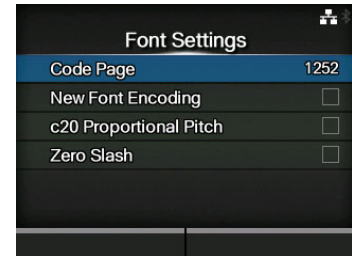 Font Settings
Code Page 1252
New Font Encoding
c20 Proportional Pitch
Zero Slash